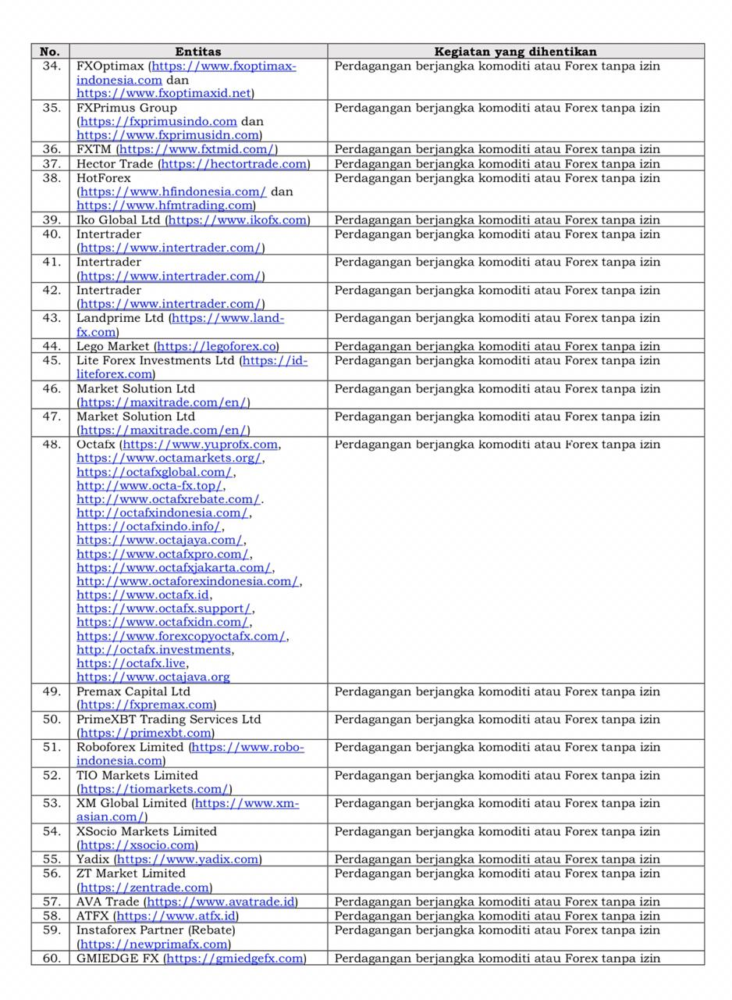 No. Entitas Kegiatan yang dihentikan
34. FXOptimax (https://www.fxoptimax- Perdagangan berjangka komoditi atau Forex tanpa izin
indonesia.com dan
https://www.fxoptimaxid.net)
35. FXPrimus Group Perdagangan berjangka komoditi atau Forex tanpa izin
(https://fxprimusindo.com dan
https://www.fxprimusidn.com)
36. FXTM (https://www.fxtmid.com/) Perdagangan berjangka komoditi atau Forex tanpa izin
37. Hector Trade (https://hectortrade.com) Perdagangan berjangka komoditi atau Forex tanpa izin
38. HotForex Perdagangan berjangka komoditi atau Forex tanpa izin
(https://www.hfindonesia.com/ dan
https://www.hfmtrading.com)
39. Iko Global Ltd (https://www.ikofx.com) Perdagangan berjangka komoditi atau Forex tanpa izin
40. Intertrader Perdagangan berjangka komoditi atau Forex tanpa izin
(https://www.intertrader.com/)
41. Intertrader Perdagangan berjangka komoditi atau Forex tanpa izin
(https://www.intertrader.com/)
42. Intertrader Perdagangan berjangka komoditi atau Forex tanpa izin
(https://www.intertrader.com/)
43. Landprime Ltd (https://www.land- Perdagangan berjangka komoditi atau Forex tanpa izin
fx.com)
44. Lego Market (https://legoforex.co) Perdagangan berjangka komoditi atau Forex tanpa izin
45. Lite Forex Investments Ltd (https://id- Perdagangan berjangka komoditi atau Forex tanpa izin
liteforex.com)
46. Market Solution Ltd Perdagangan berjangka komoditi atau Forex tanpa izin
(https://maxitrade.com/en/)
47. Market Solution Ltd Perdagangan berjangka komoditi atau Forex tanpa izin
(https://maxitrade.com/en/)
48. Octafx (https://www.yuprofx.com, Perdagangan berjangka komoditi atau Forex tanpa izin
https://www.octamarkets.org/,
https://octafxglobal.com/,
http://www.octa-fx.top/,
http://www.octafxrebate.com/.
http://octafxindonesia.com/,
https://octafxindo.info/,
https://www.octajaya.com/,
https://www.octafxpro.com/,
https://www.octafxjakarta.com/,
http://www.octaforexindonesia.com/,
https://www.octafx.id,
https://www.octafx.support/,
https://www.octafxidn.com/,
https://www.forexcopyoctafx.com/,
http://octafx.investments,
https://octafx.live,
https://www.octajava.org
49. Premax Capital Ltd Perdagangan berjangka komoditi atau Forex tanpa izin
(https://fxpremax.com)
50. PrimeXBT Trading Services Ltd Perdagangan berjangka komoditi atau Forex tanpa izin
(https://primexbt.com)
51. Roboforex Limited (https://www.robo- Perdagangan berjangka komoditi atau Forex tanpa izin
indonesia.com)
52. TIO Markets Limited Perdagangan berjangka komoditi atau Forex tanpa izin
(https://tiomarkets.com/)
53. XM Global Limited (https://www.xm- Perdagangan berjangka komoditi atau Forex tanpa izin
asian.com/)
54. XSocio Markets Limited Perdagangan berjangka komoditi atau Forex tanpa izin
(https://xsocio.com)
55. Yadix (https://www.yadix.com) Perdagangan berjangka komoditi atau Forex tanpa izin
56. ZT Market Limited Perdagangan berjangka komoditi atau Forex tanpa izin
(https://zentrade.com)
57. AVA Trade (https://www.avatrade.id) Perdagangan berjangka komoditi atau Forex tanpa izin
58. ATFX (https://www.atfx.id) Perdagangan berjangka komoditi atau Forex tanpa izin
59. Instaforex Partner (Rebate) Perdagangan berjangka komoditi atau Forex tanpa izin
(https://newprimafx.com)
60. GMIEDGE FX (https://gmiedgefx.com) Perdagangan berjangka komoditi atau Forex tanpa izin